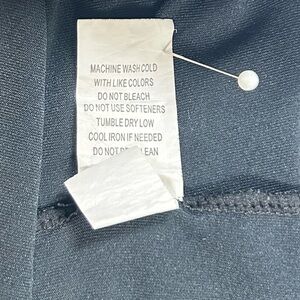 MACHINE WASH COLD
WITH LIKE COLORS
DO NOT BLEACH
DO NOT USE SOFTENERS
TUMBLE DRY LOW
COOL IRON IF NEEDED
DO NOT